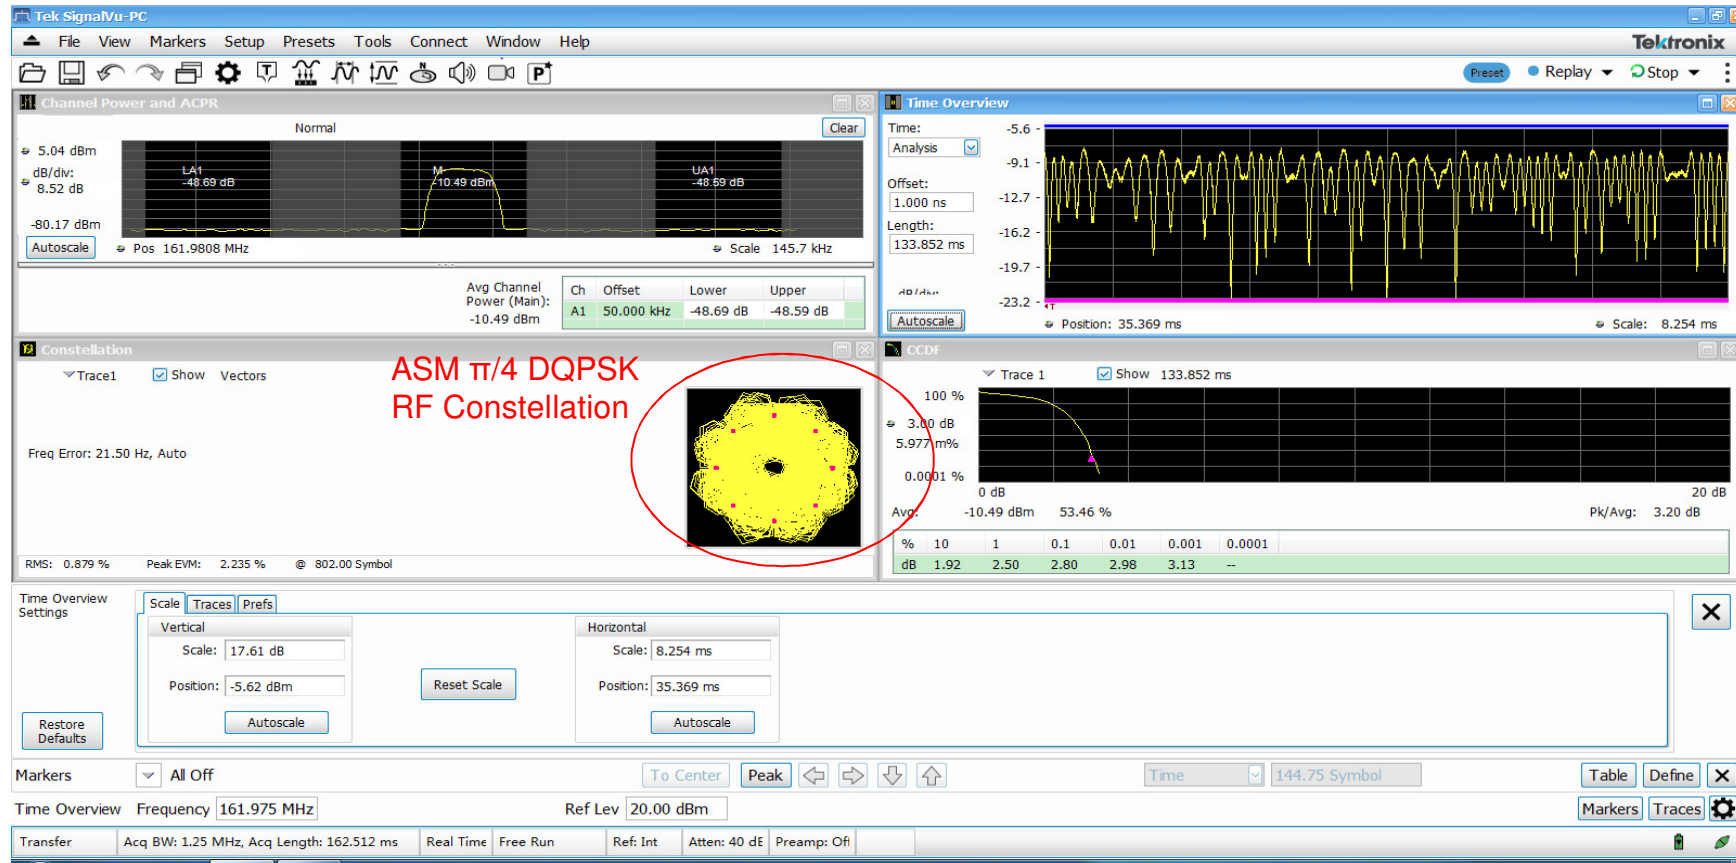 Tek SignalVu-PC
File View Markers Setup Presets Tools Connect Window Help
Tektronix
Preset Replay Stop
Channel Power and ACPR
Normal Clear
5.04 dBm
dB/div:
8.52 dB
-80.17 dBm
LA1
-48.69 dB
M
-10.49 dBm
UA1
-48.59 dB
Autoscale Pos 161.9808 MHz Scale 145.7 kHz
Avg Channel
Power (Main):
-10.49 dBm
Ch Offset Lower Upper
A1 50.000 kHz -48.69 dB -48.59 dB
Time Overview
Time:
Analysis
Offset:
1.000 ns
Length:
133.852 ms
dB/div:
Autoscale
-5.6
-9.1
-12.7
-16.2
-19.7
-23.2
T
Position: 35.369 ms Scale: 8.254 ms
Constellation
Trace1 Show Vectors
ASM π/4 DQPSK
RF Constellation
Freq Error: 21.50 Hz, Auto
RMS: 0.879 % Peak EVM: 2.235 % @ 802.00 Symbol
CCDF
Trace 1 Show 133.852 ms
100 %
3.00 dB
5.977 m%
0.0001 %
0 dB 20 dB
Avg: -10.49 dBm 53.46 % Pk/Avg: 3.20 dB
% 10 1 0.1 0.01 0.001 0.0001
dB 1.92 2.50 2.80 2.98 3.13 --
Time Overview
Settings
Scale Traces Prefs
Vertical Horizontal
Scale: 17.61 dB Scale: 8.254 ms
Position: -5.62 dBm Reset Scale Position: 35.369 ms
Autoscale Autoscale
Restore
Defaults
Markers All Off To Center Peak Time 144.75 Symbol Table Define
Time Overview Frequency 161.975 MHz Ref Lev 20.00 dBm Markers Traces
Transfer Acq BW: 1.25 MHz, Acq Length: 162.512 ms Real Time Free Run Ref: Int Atten: 40 dE Preamp: Off